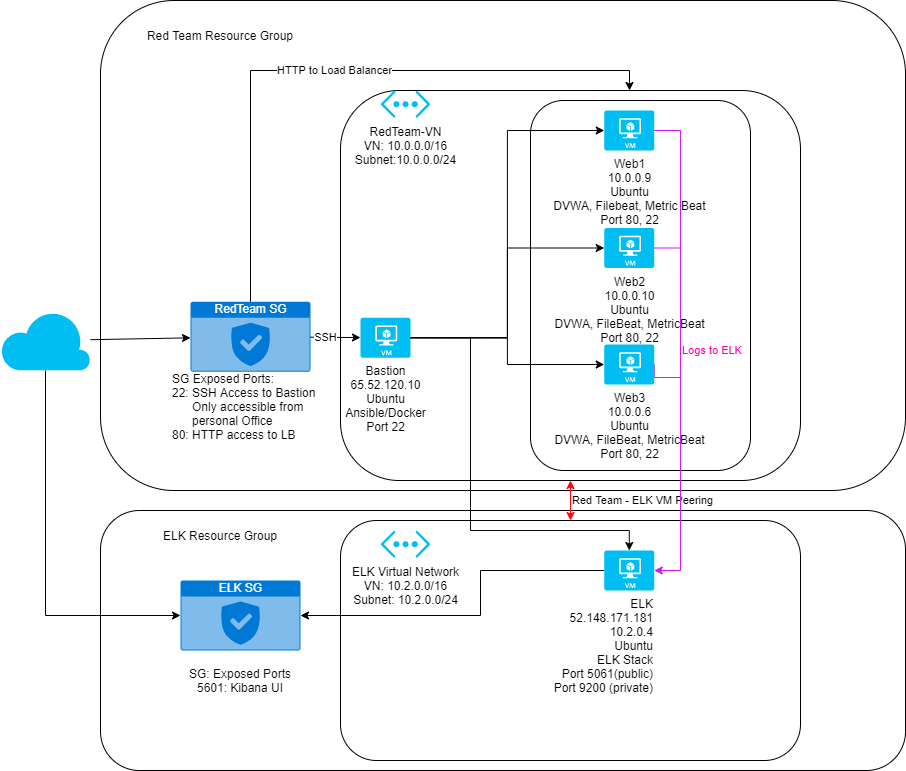 Red Team Resource Group
HTTP to Load Balancer
RedTeam-VN
VN: 10.0.0.0/16
Subnet:10.0.0.0/24
VM
Web1
10.0.0.9
Ubuntu
DVWA, Filebeat, Metric Beat
Port 80, 22
VM
Web2
10.0.0.10
Ubuntu
DVWA, FileBeat, MetricBeat
Port 80, 22
VM
Web3
10.0.0.6
Ubuntu
DVWA, FileBeat, MetricBeat
Port 80, 22
Logs to ELK
RedTeam SG
SSH
SG Exposed Ports:
22: SSH Access to Bastion
Only accessible from
personal Office
80: HTTP access to LB
VM
Bastion
65.52.120.10
Ubuntu
Ansible/Docker
Port 22
Red Team - ELK VM Peering
ELK Resource Group
ELK Virtual Network
VN: 10.2.0.0/16
Subnet: 10.2.0.0/24
ELK SG
SG: Exposed Ports
5601: Kibana UI
VM
ELK
52.148.171.181
10.2.0.4
Ubuntu
ELK Stack
Port 5061(public)
Port 9200 (private)